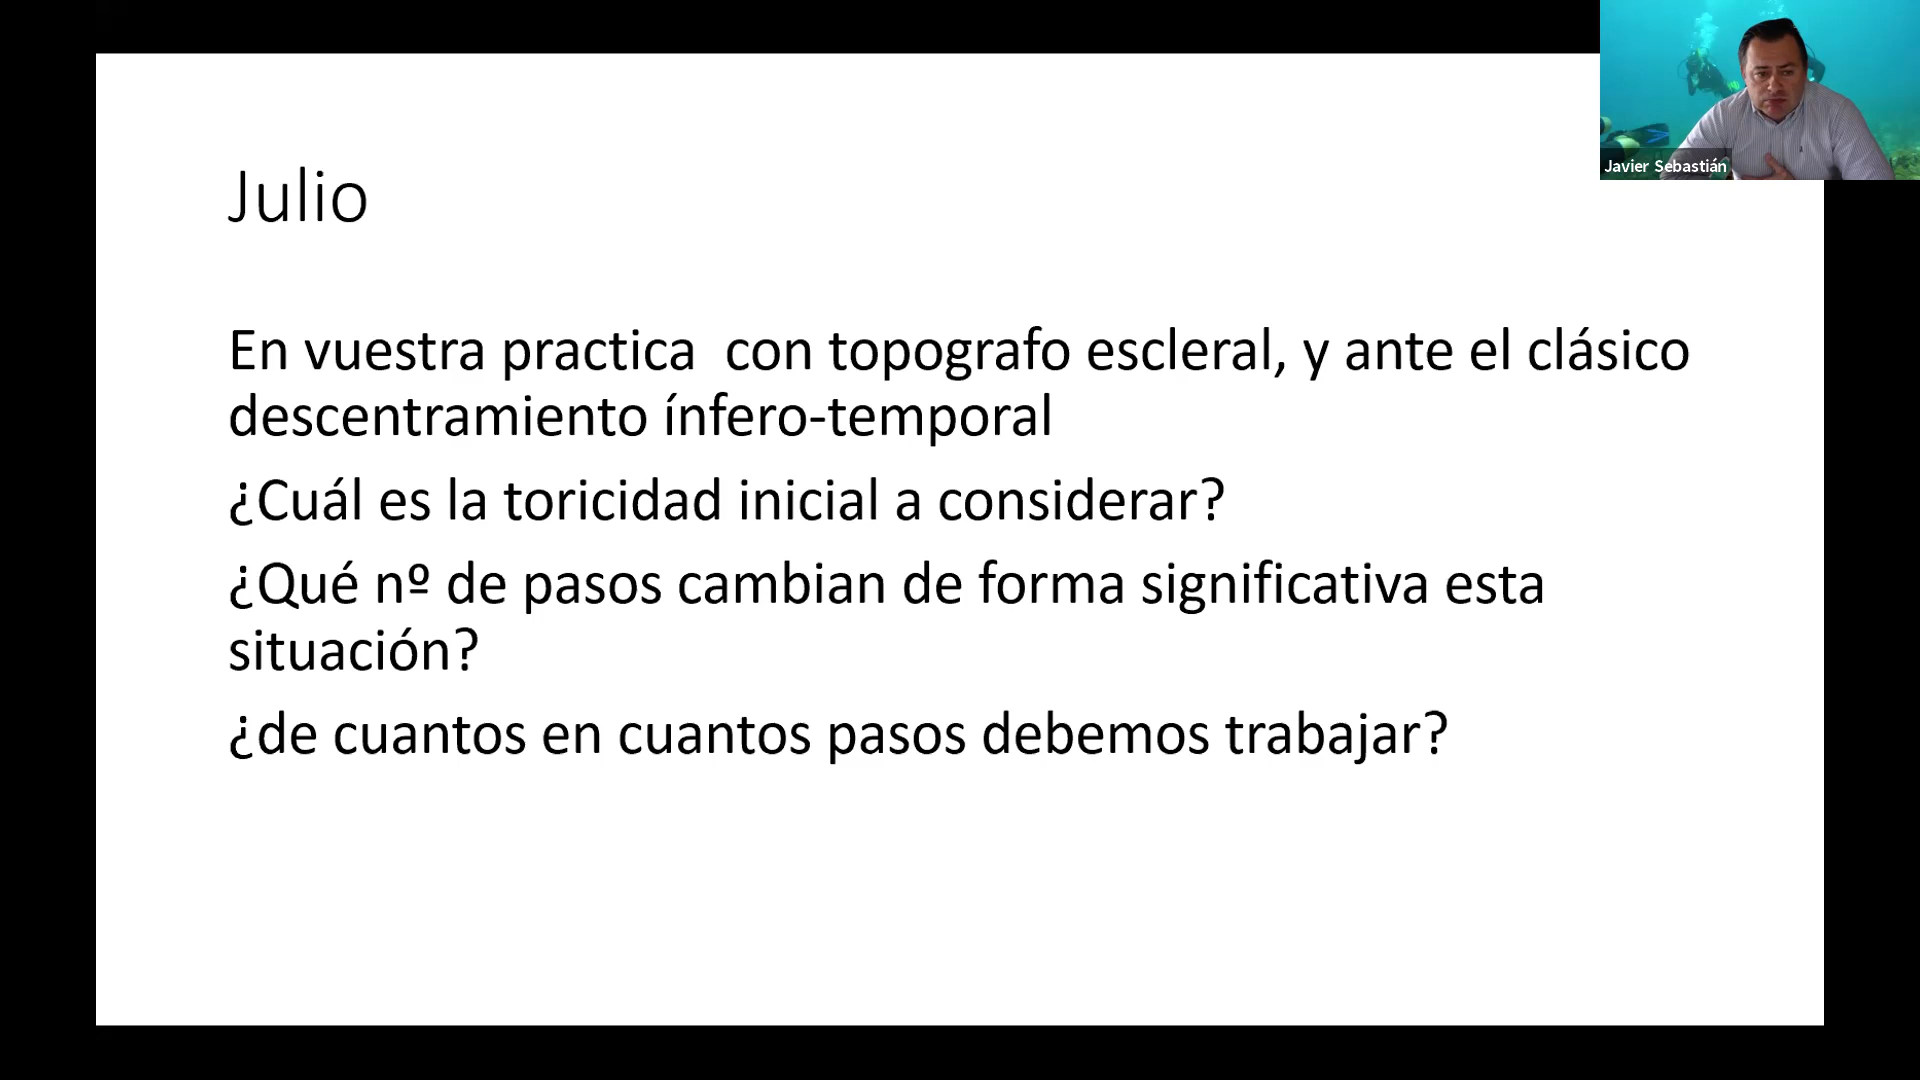 Javier Sebastián
Julio
En vuestra practica  con topografo escleral, y ante el clásico
descentramiento ínfero-temporal
¿Cuál es la toricidad inicial a considerar?
¿Qué nº de pasos cambian de forma significativa esta
situación?
¿de cuantos en cuantos pasos debemos trabajar?